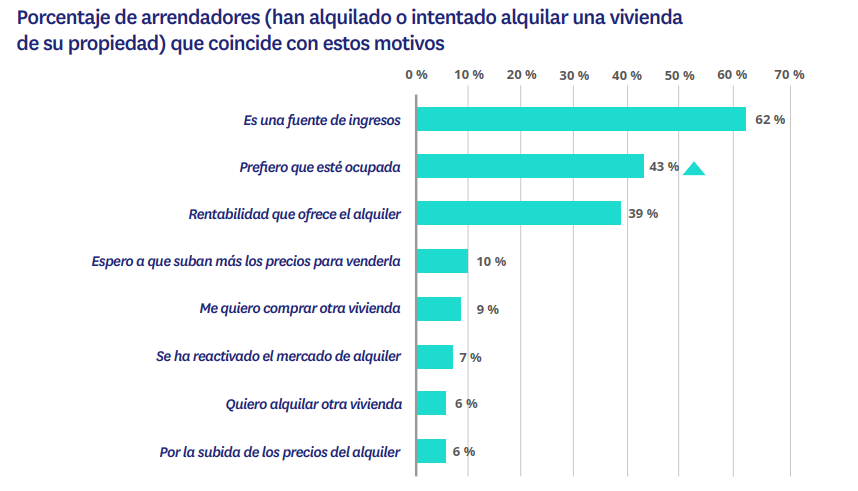 Porcentaje de arrendadores (han alquilado o intentado alquilar una vivienda
de su propiedad) que coincide con estos motivos
0 % 10 % 20 % 30 % 40 % 50 % 60 % 70 %
Es una fuente de ingresos 62 %
Prefiero que esté ocupada 43 %
Rentabilidad que ofrece el alquiler 39 %
Espero a que suban más los precios para venderla 10 %
Me quiero comprar otra vivienda 9 %
Se ha reactivado el mercado de alquiler 7 %
Quiero alquilar otra vivienda 6 %
Por la subida de los precios del alquiler 6 %